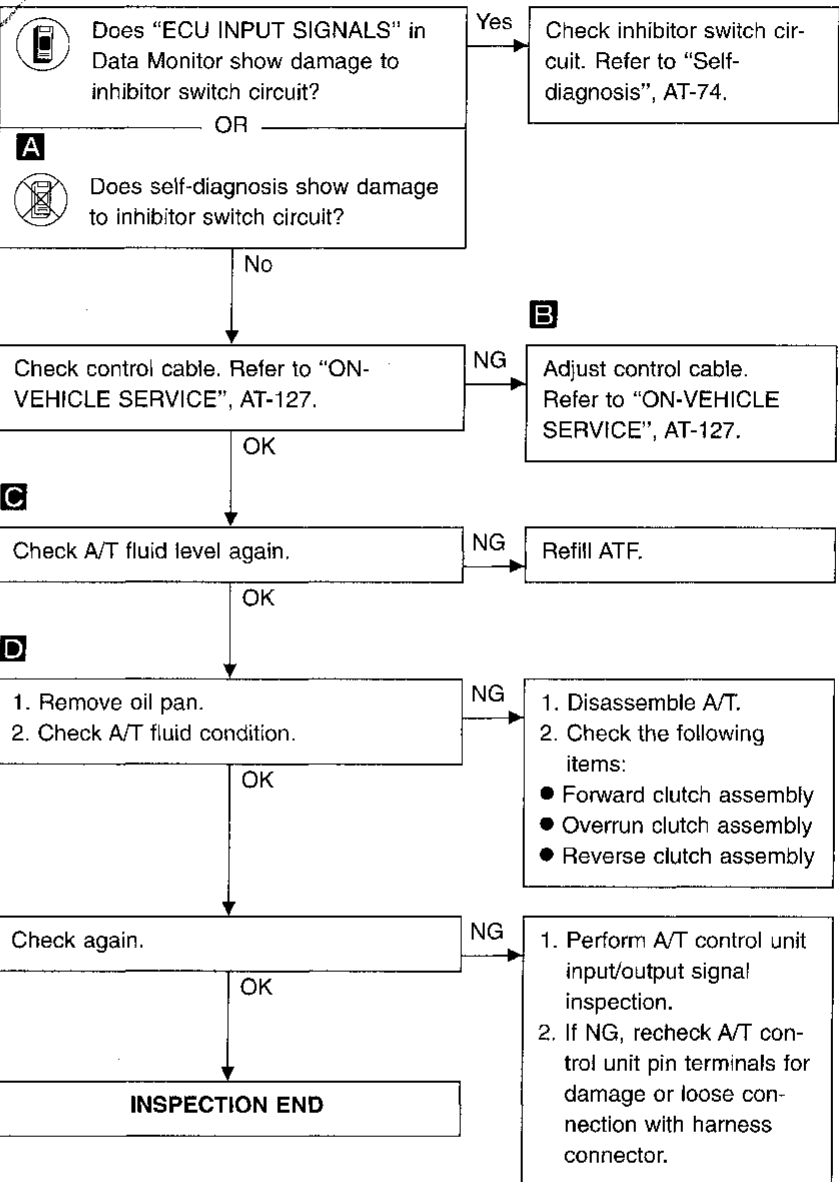 Does “ECU INPUT SIGNALS” in
Data Monitor show damage to
inhibitor switch circuit?
Yes
Check inhibitor switch cir-
cuit. Refer to “Self-
diagnosis”, AT-74.
OR
A
Does self-diagnosis show damage
to inhibitor switch circuit?
No
Check control cable. Refer to “ON-
VEHICLE SERVICE”, AT-127.
NG
B
Adjust control cable.
Refer to “ON-VEHICLE
SERVICE”, AT-127.
OK
C
Check A/T fluid level again.
NG
Refill ATF.
OK
D
1. Remove oil pan.
2. Check A/T fluid condition.
NG
1. Disassemble A/T.
2. Check the following
items:
● Forward clutch assembly
● Overrun clutch assembly
● Reverse clutch assembly
OK
Check again.
NG
1. Perform A/T control unit
input/output signal
inspection.
2. If NG, recheck A/T con-
trol unit pin terminals for
damage or loose con-
nection with harness
connector.
OK
INSPECTION END